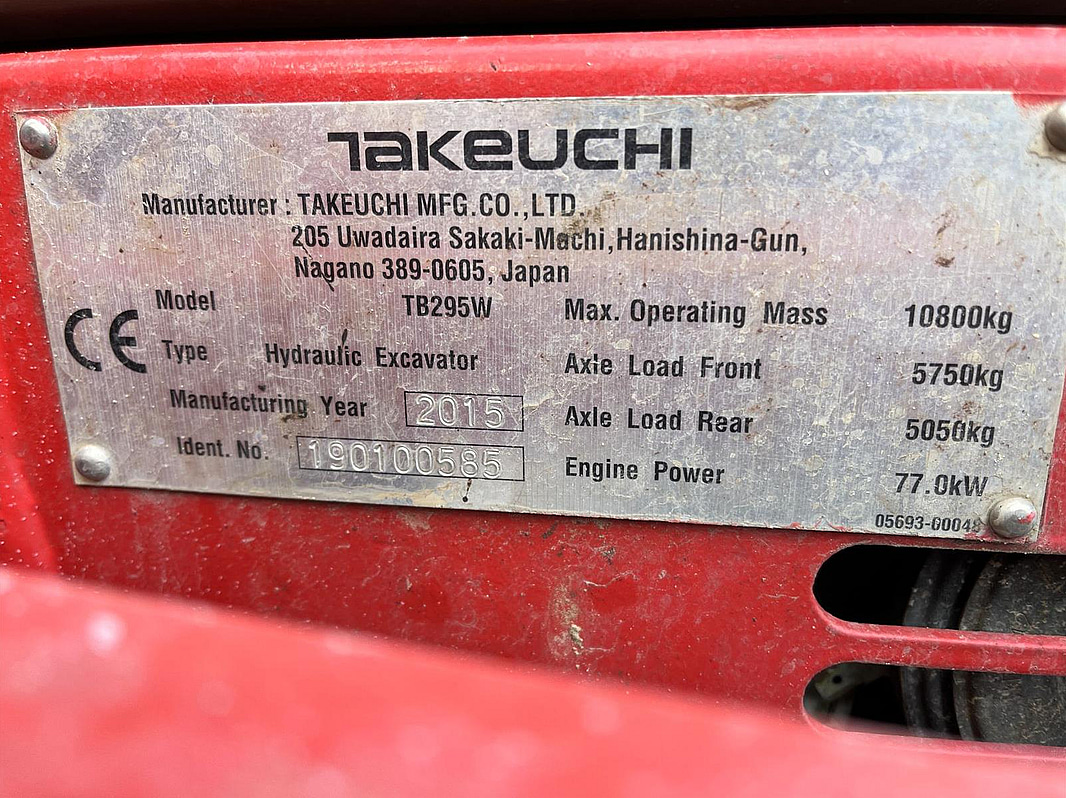 TAKEUCHI
Manufacturer : TAKEUCHI MFG.CO.,LTD.
205 Uwadaira Sakaki-Machi,Hanishina-Gun,
Nagano 389-0605, Japan
CE
Model TB295W
Type Hydraulic Excavator
Manufacturing Year 2015
Ident. No. 190100585
Max. Operating Mass 10800kg
Axle Load Front 5750kg
Axle Load Rear 5050kg
Engine Power 77.0kW